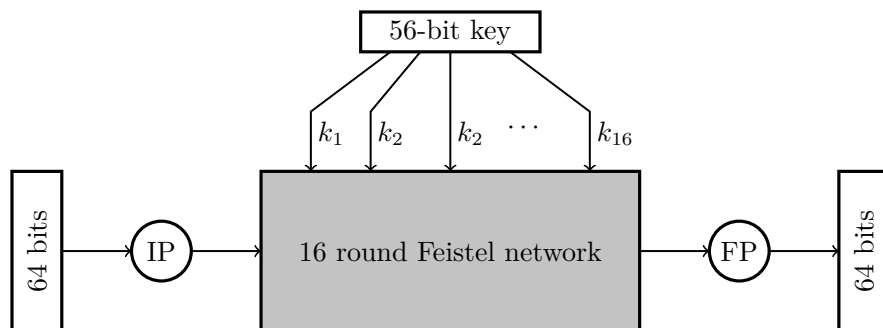 56-bit key
k₁ k₂ k₂ ⋯ k₁₆
64 bits
IP
16 round Feistel network
FP
64 bits